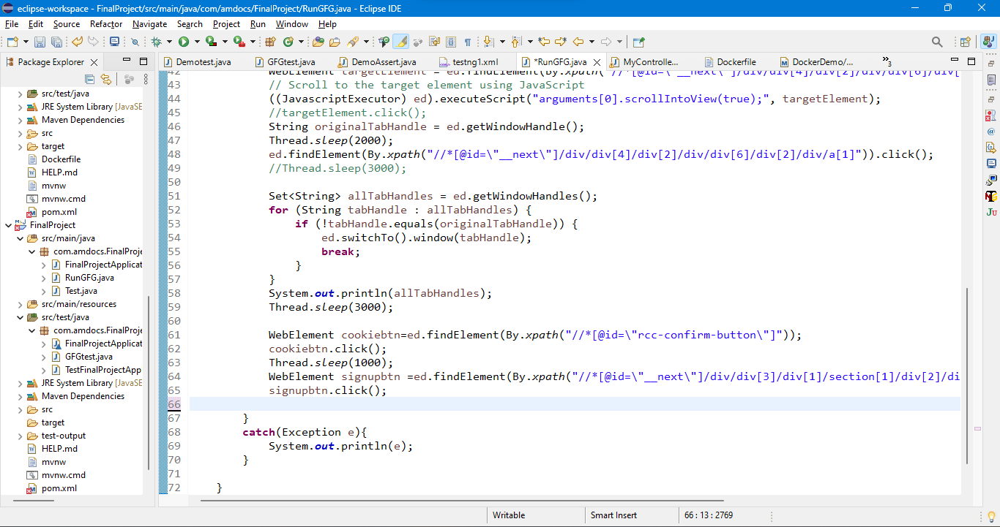 eclipse-workspace - FinalProject/src/main/java/com/amdocs/FinalProject/RunGFG.java - Eclipse IDE
File Edit Source Refactor Navigate Search Project Run Window Help
Package Explorer
Demotest.java GFGtest.java DemoAssert.java testng1.xml *RunGFG.java MyControlle... Dockerfile DockerDemo/... »3
src/test/java
JRE System Library [JavaSE
Maven Dependencies
src
target
Dockerfile
HELP.md
mvnw
mvnw.cmd
pom.xml
FinalProject
src/main/java
com.amdocs.FinalProje
FinalProjectApplicat
RunGFG.java
Test.java
src/main/resources
src/test/java
com.amdocs.FinalProje
FinalProjectApplicat
GFGtest.java
TestFinalProjectApp
JRE System Library [JavaSE
Maven Dependencies
src
target
test-output
HELP.md
mvnw
mvnw.cmd
pom.xml
42 WebElement targetElement = ed.findElement(By.xpath("//*[@id=\"__next\"]/div/div[4]/div[2]/div/div[6]/div[
43 // Scroll to the target element using JavaScript
44 ((JavascriptExecutor) ed).executeScript("arguments[0].scrollIntoView(true);", targetElement);
45 //targetElement.click();
46 String originalTabHandle = ed.getWindowHandle();
47 Thread.sleep(2000);
48 ed.findElement(By.xpath("//*[@id=\"__next\"]/div/div[4]/div[2]/div/div[6]/div[2]/div/a[1]")).click();
49 //Thread.sleep(3000);
50
51 Set<String> allTabHandles = ed.getWindowHandles();
52 for (String tabHandle : allTabHandles) {
53 if (!tabHandle.equals(originalTabHandle)) {
54 ed.switchTo().window(tabHandle);
55 break;
56 }
57 }
58 System.out.println(allTabHandles);
59 Thread.sleep(3000);
60
61 WebElement cookiebtn=ed.findElement(By.xpath("//*[@id=\"rcc-confirm-button\"]"));
62 cookiebtn.click();
63 Thread.sleep(1000);
64 WebElement signupbtn =ed.findElement(By.xpath("//*[@id=\"__next\"]/div/div[3]/div[1]/section[1]/div[2]/di
65 signupbtn.click();
66
67 }
68 catch(Exception e){
69 System.out.println(e);
70 }
71
72 }
Writable Smart Insert 66 : 13 : 2769